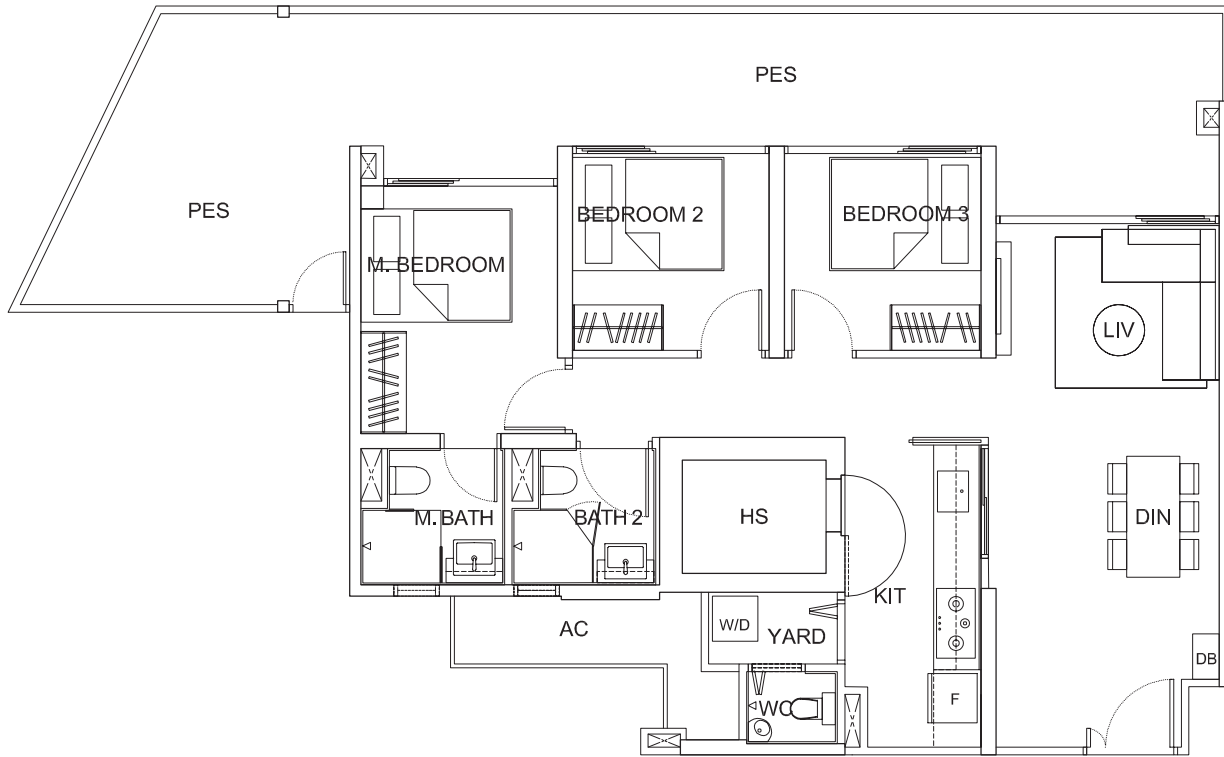 PES
PES
BEDROOM 2
BEDROOM 3
M. BEDROOM
LIV
M. BATH
BATH 2
HS
DIN
KIT
AC
W/D
YARD
DB
F
WC